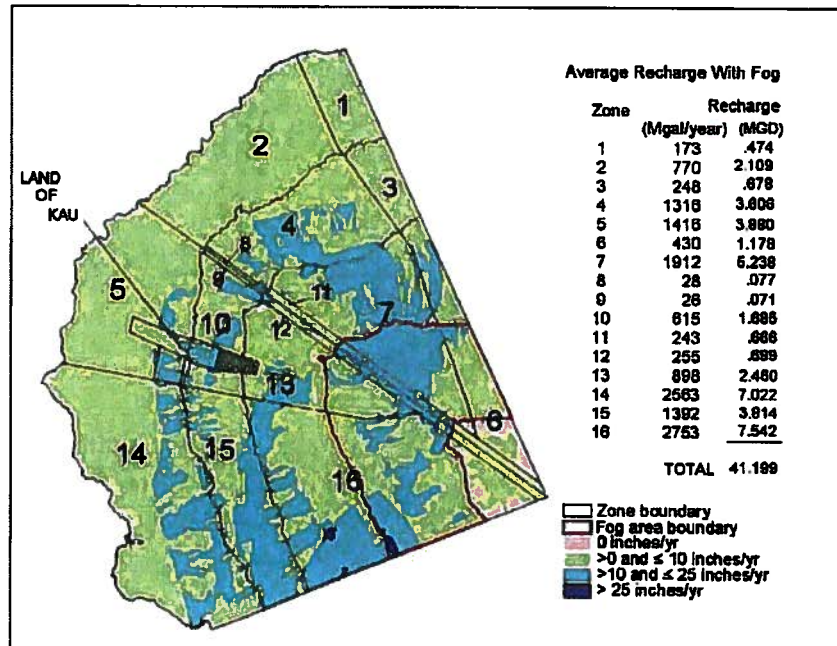 Average Recharge With Fog
Zone Recharge
(Mgal/year) (MGD)
1 173 .474
2 770 2.109
3 248 .678
4 1316 3.606
5 1416 3.880
6 430 1.178
7 1912 5.238
8 28 .077
9 26 .071
10 615 1.685
11 243 .666
12 255 .699
13 898 2.460
14 2563 7.022
15 1392 3.814
16 2753 7.542
TOTAL 41.199
Zone boundary
Fog area boundary
0 inches/yr
>0 and ≤ 10 inches/yr
>10 and ≤ 25 inches/yr
> 25 inches/yr
LAND
OF
KAU
1
2
3
4
8
9
5
11
7
10
12
13
6
14
15
16